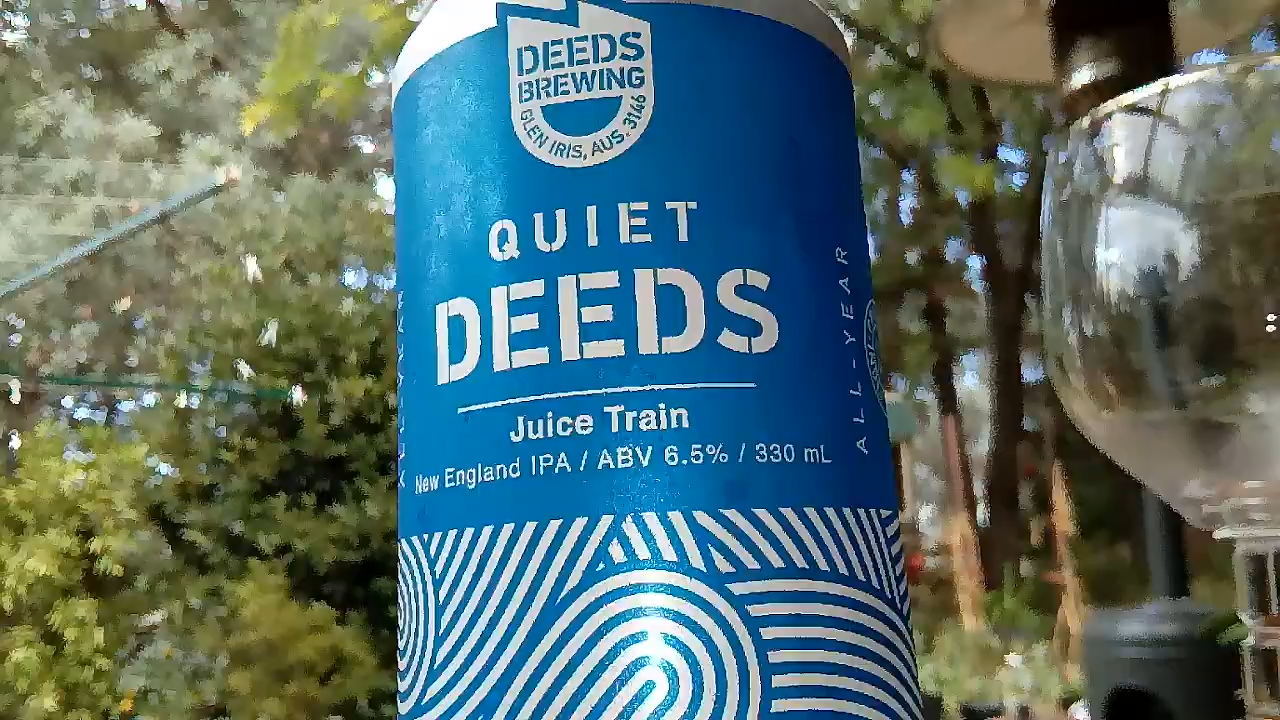 DEEDS
BREWING
GLEN IRIS, AUS. 3146
QUIET
DEEDS
Juice Train
New England IPA / ABV 6.5% / 330 mL
ALL-YEAR